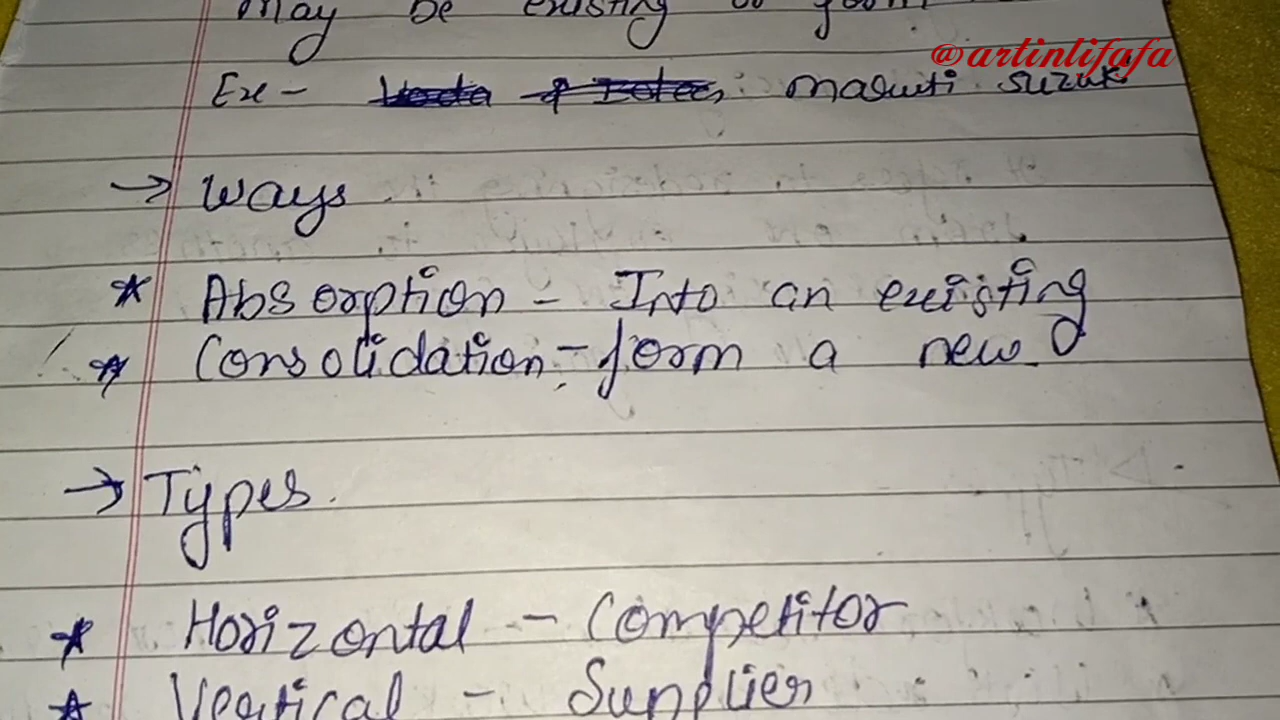 may be existing or form
@artinlifafa
Ex - : maruti suzuki
→ Ways
* Absorption - Into an existing
* Consolidation - form a new
→ Types.
* Horizontal - Competitor
* Vertical - Supplier